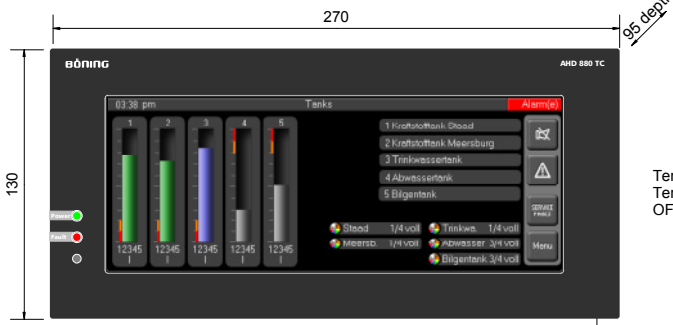 270
95 depth
BÖNING
AHD 880 TC
03:38 pm Tanks Alarm(e)
1 2 3 4 5
1 Kraftstofftank Staad
2 Kraftstofftank Meersburg
3 Trinkwassertank
4 Abwassertank
5 Bilgentank
130
Power
Fault
SERVICE
Staad 1/4 voll Trinkwa. 1/4 voll
Meersb. 1/4 voll Abwasser 3/4 voll
Bilgentank 3/4 voll
Menu
12345 12345 12345 12345 12345
l l l l l
Ter
Ter
OF